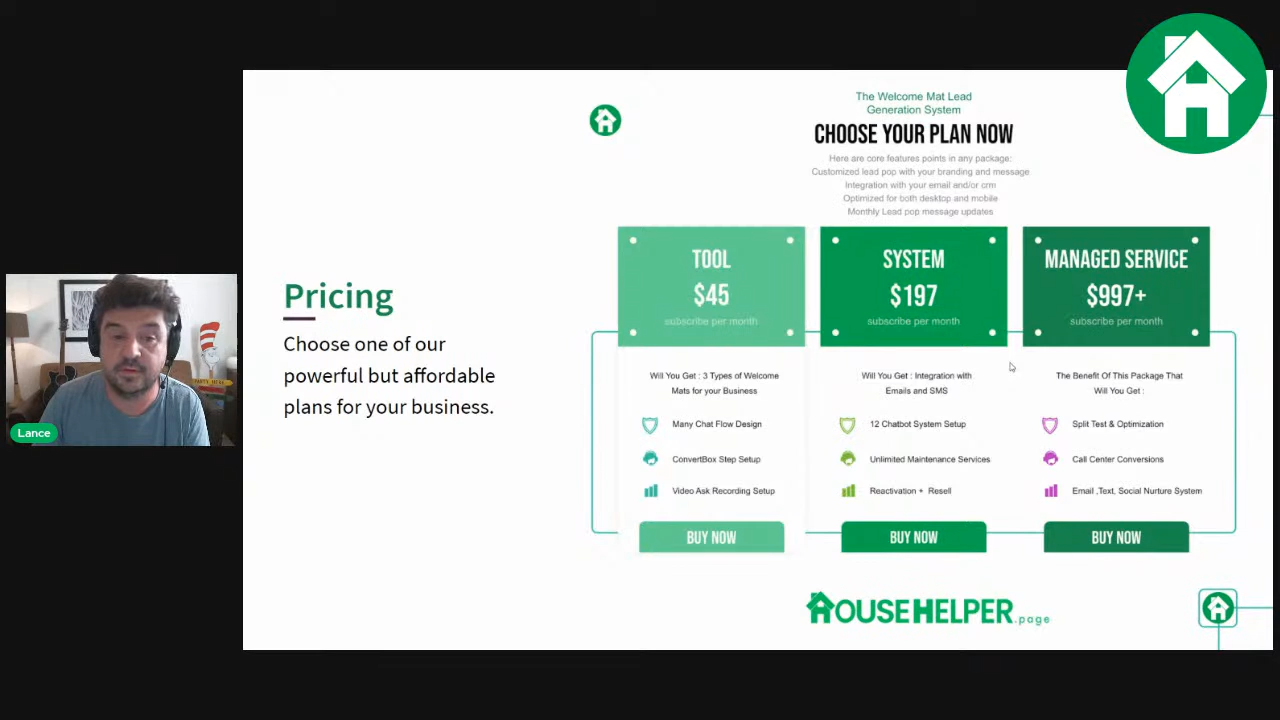 The Welcome Mat Lead
Generation System
CHOOSE YOUR PLAN NOW
Here are core features points in any package:
Customized lead pop with your branding and message
Integration with your email and/or crm
Optimized for both desktop and mobile
Monthly Lead pop message updates
Pricing
Choose one of our
powerful but affordable
plans for your business.
Lance
TOOL
$45
subscribe per month
Will You Get : 3 Types of Welcome
Mats for your Business
Many Chat Flow Design
ConvertBox Step Setup
Video Ask Recording Setup
BUY NOW
SYSTEM
$197
subscribe per month
Will You Get : Integration with
Emails and SMS
12 Chatbot System Setup
Unlimited Maintenance Services
Reactivation + Resell
BUY NOW
MANAGED SERVICE
$997+
subscribe per month
The Benefit Of This Package That
Will You Get :
Split Test & Optimization
Call Center Conversions
Email ,Text, Social Nurture System
BUY NOW
HOUSEHELPER.page